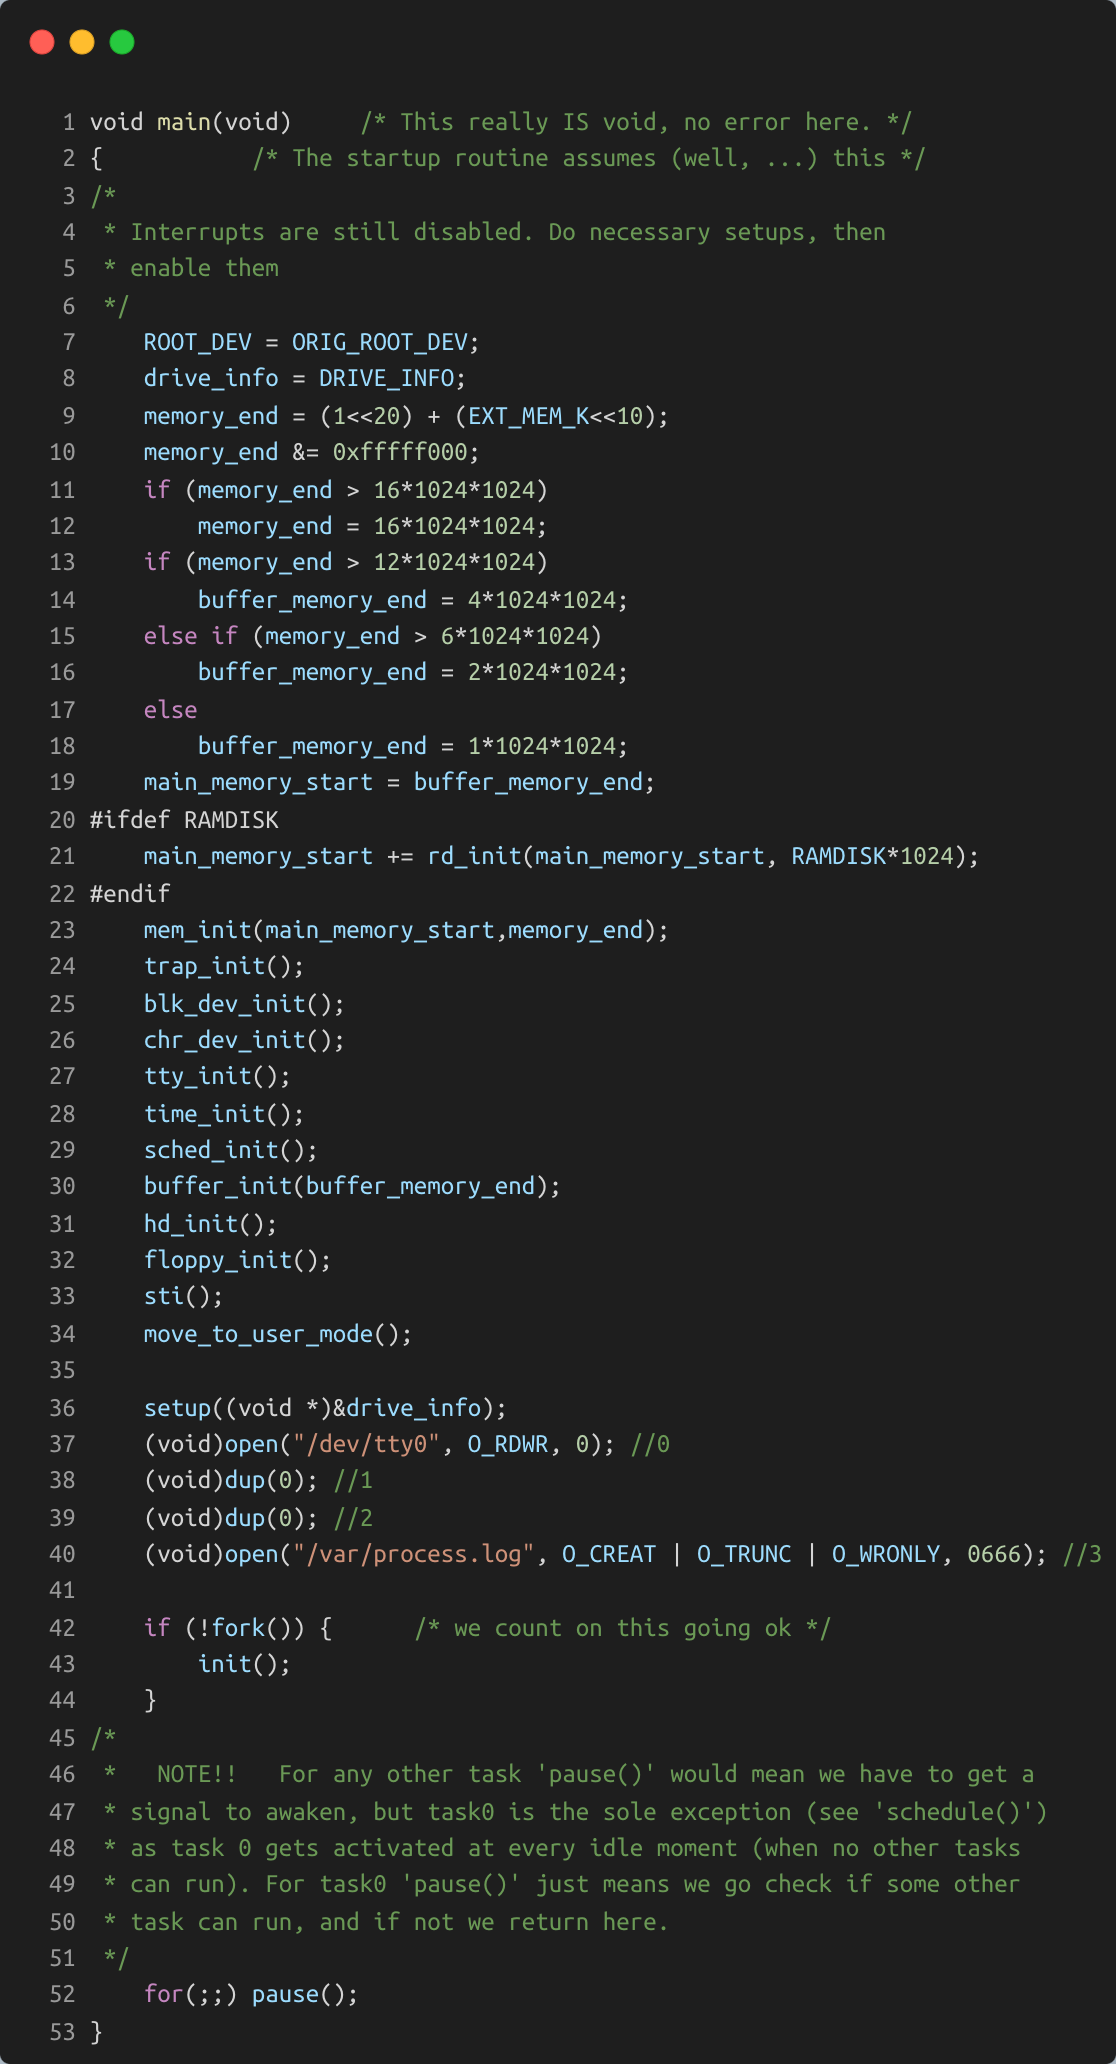 1 void main(void)     /* This really IS void, no error here. */
2 {           /* The startup routine assumes (well, ...) this */
3 /*
4  * Interrupts are still disabled. Do necessary setups, then
5  * enable them
6  */
7     ROOT_DEV = ORIG_ROOT_DEV;
8     drive_info = DRIVE_INFO;
9     memory_end = (1<<20) + (EXT_MEM_K<<10);
10     memory_end &= 0xfffff000;
11     if (memory_end > 16*1024*1024)
12         memory_end = 16*1024*1024;
13     if (memory_end > 12*1024*1024)
14         buffer_memory_end = 4*1024*1024;
15     else if (memory_end > 6*1024*1024)
16         buffer_memory_end = 2*1024*1024;
17     else
18         buffer_memory_end = 1*1024*1024;
19     main_memory_start = buffer_memory_end;
20 #ifdef RAMDISK
21     main_memory_start += rd_init(main_memory_start, RAMDISK*1024);
22 #endif
23     mem_init(main_memory_start,memory_end);
24     trap_init();
25     blk_dev_init();
26     chr_dev_init();
27     tty_init();
28     time_init();
29     sched_init();
30     buffer_init(buffer_memory_end);
31     hd_init();
32     floppy_init();
33     sti();
34     move_to_user_mode();
35
36     setup((void *)&drive_info);
37     (void)open("/dev/tty0", O_RDWR, 0); //0
38     (void)dup(0); //1
39     (void)dup(0); //2
40     (void)open("/var/process.log", O_CREAT | O_TRUNC | O_WRONLY, 0666); //3
41
42     if (!fork()) {      /* we count on this going ok */
43         init();
44     }
45 /*
46  *   NOTE!!   For any other task 'pause()' would mean we have to get a
47  * signal to awaken, but task0 is the sole exception (see 'schedule()')
48  * as task 0 gets activated at every idle moment (when no other tasks
49  * can run). For task0 'pause()' just means we go check if some other
50  * task can run, and if not we return here.
51  */
52     for(;;) pause();
53 }